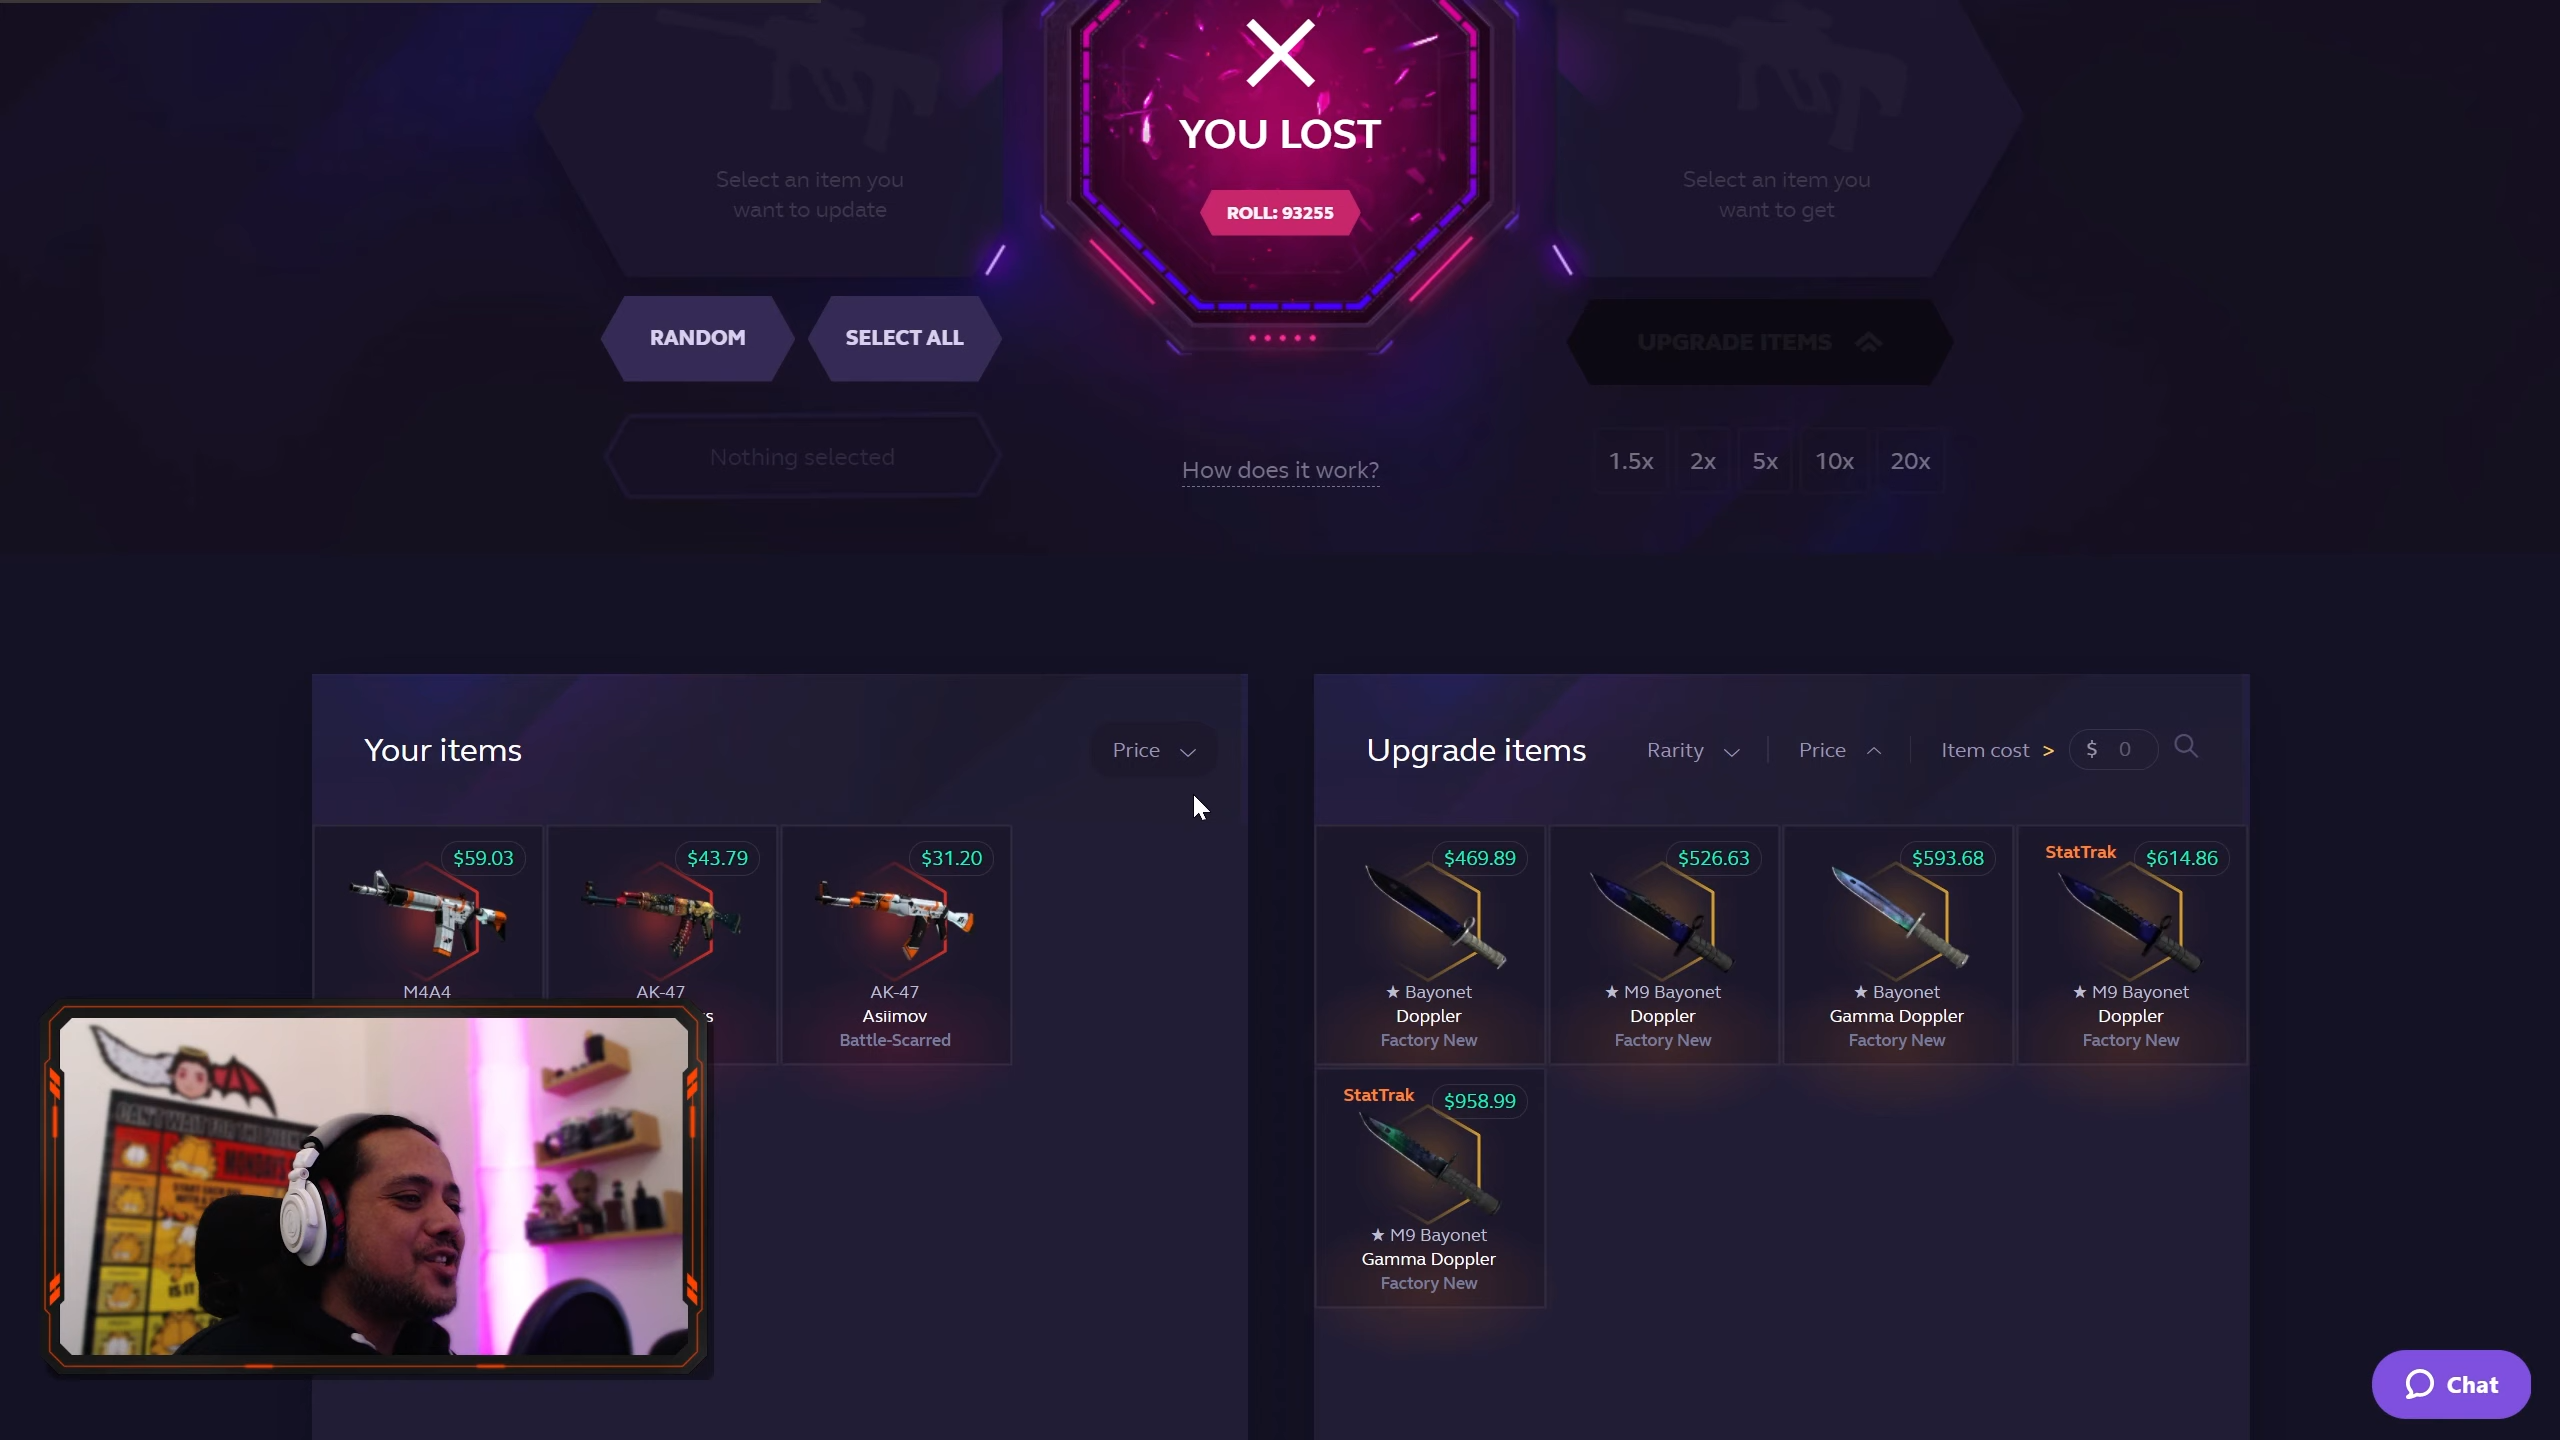 YOU LOST
ROLL: 93255
Select an item you
want to update
Select an item you
want to get
RANDOM
SELECT ALL
UPGRADE ITEMS
Nothing selected
How does it work?
1.5x
2x
5x
10x
20x
Your items
Price
Upgrade items
Rarity
Price
Item cost >
$ 0
$59.03
M4A4
$43.79
AK-47
s
$31.20
AK-47
Asiimov
Battle-Scarred
$469.89
★ Bayonet
Doppler
Factory New
$526.63
★ M9 Bayonet
Doppler
Factory New
$593.68
★ Bayonet
Gamma Doppler
Factory New
StatTrak
$614.86
★ M9 Bayonet
Doppler
Factory New
StatTrak
$958.99
★ M9 Bayonet
Gamma Doppler
Factory New
CAN'T WAIT FOR THE
MONDAYS
Chat